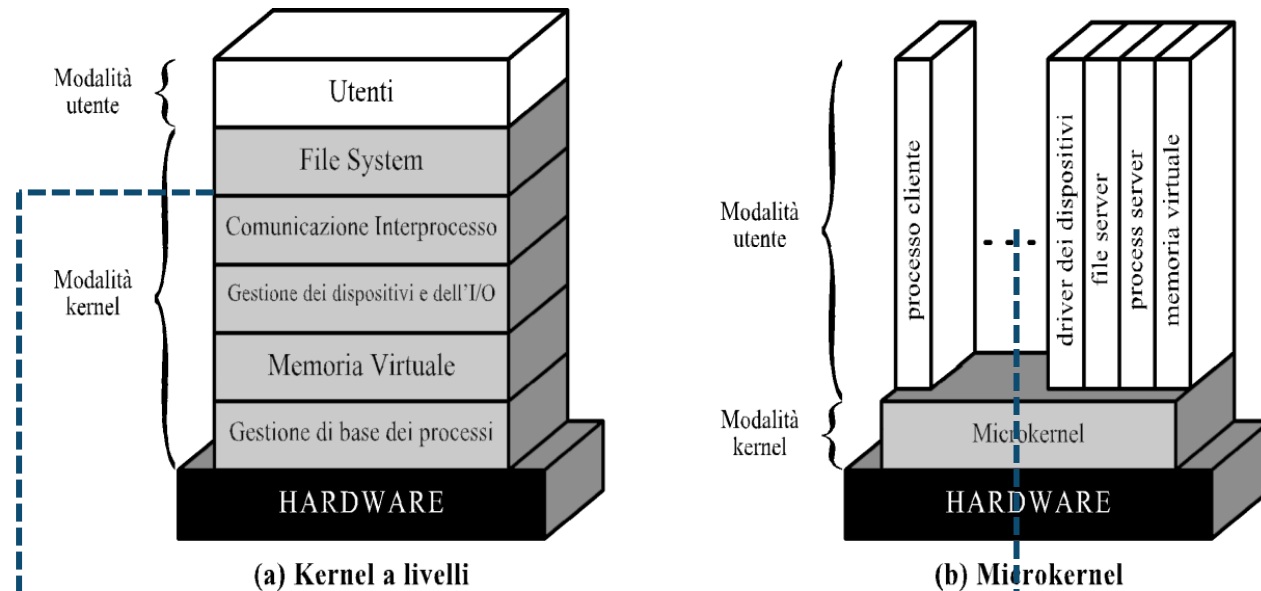 Modalità
utente
Utenti
File System
Comunicazione Interprocesso
Modalità
kernel
Gestione dei dispositivi e dell'I/O
Memoria Virtuale
Gestione di base dei processi
HARDWARE
(a) Kernel a livelli
Modalità
utente
processo cliente
...
driver dei dispositivi
file server
process server
memoria virtuale
Modalità
kernel
Microkernel
HARDWARE
(b) Microkernel